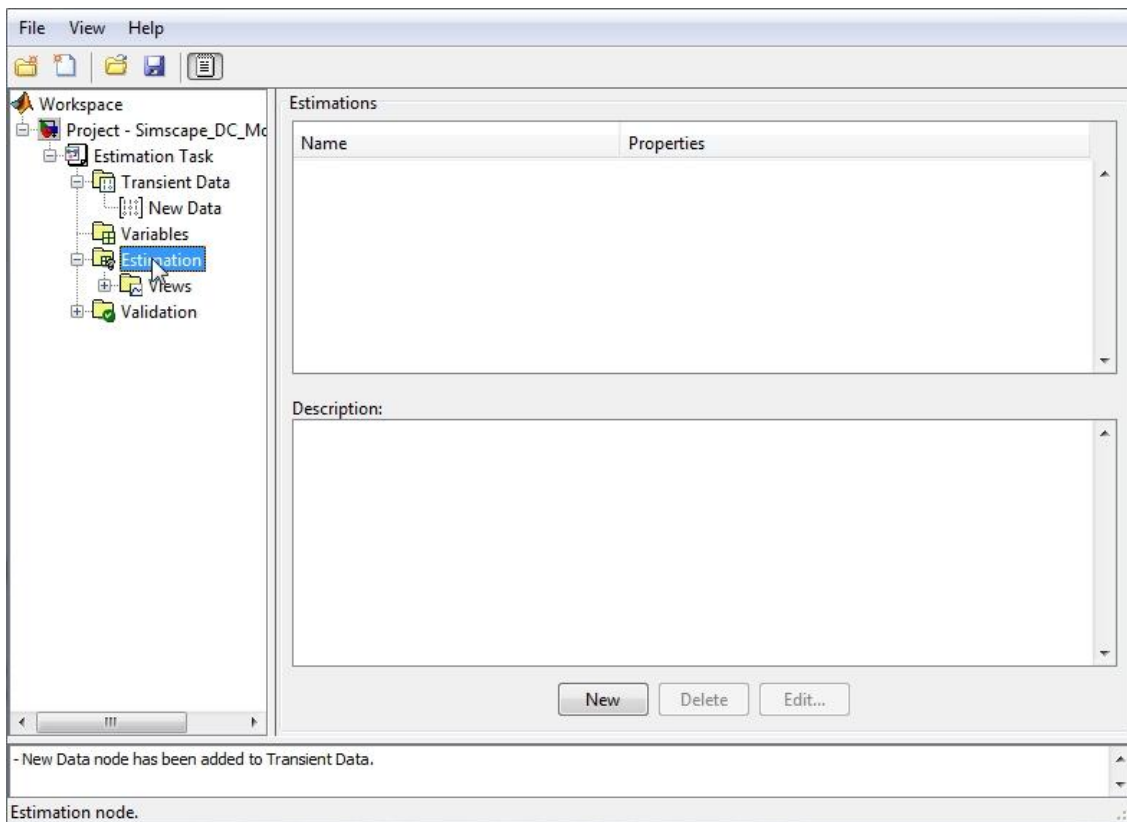 File View Help
Workspace
Project - Simscape_DC_Mo
Estimation Task
Transient Data
New Data
Variables
Estimation
Views
Validation
Estimations
Name Properties
Description:
New Delete Edit...
- New Data node has been added to Transient Data.
Estimation node.